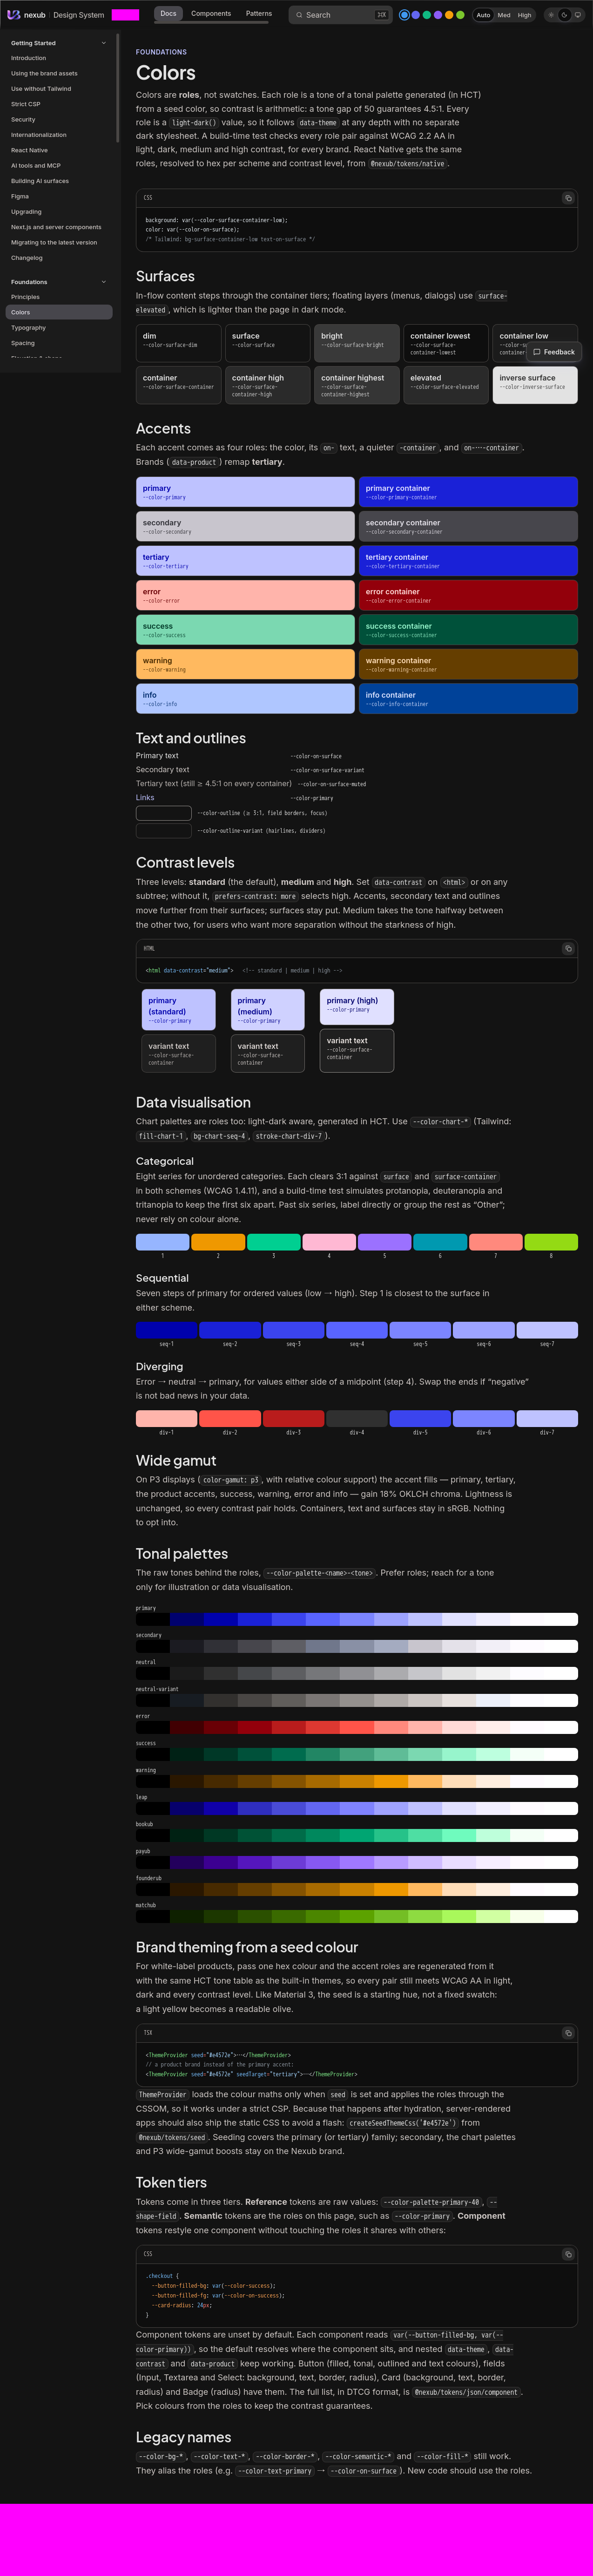 nexub Design System
Docs Components Patterns
Search ⌘K
Auto Med High
Getting Started
Introduction
Using the brand assets
Use without Tailwind
Strict CSP
Security
Internationalization
React Native
AI tools and MCP
Building AI surfaces
Figma
Upgrading
Next.js and server components
Migrating to the latest version
Changelog
Foundations
Principles
Colors
Typography
Spacing
FOUNDATIONS
Colors
Colors are roles, not swatches. Each role is a tone of a tonal palette generated (in HCT)
from a seed color, so contrast is arithmetic: a tone gap of 50 guarantees 4.5:1. Every
role is a light-dark() value, so it follows data-theme at any depth with no separate
dark stylesheet. A build-time test checks every role pair against WCAG 2.2 AA in
light, dark, medium and high contrast, for every brand. React Native gets the same
roles, resolved to hex per scheme and contrast level, from @nexub/tokens/native.
CSS
background: var(--color-surface-container-low);
color: var(--color-on-surface);
/* Tailwind: bg-surface-container-low text-on-surface */
Surfaces
In-flow content steps through the container tiers; floating layers (menus, dialogs) use surface-
elevated, which is lighter than the page in dark mode.
dim
--color-surface-dim
surface
--color-surface
bright
--color-surface-bright
container lowest
--color-surface-
container-lowest
container low
Feedback
container
--color-surface-container
container high
--color-surface-
container-high
container highest
--color-surface-
container-highest
elevated
--color-surface-elevated
inverse surface
--color-inverse-surface
Accents
Each accent comes as four roles: the color, its on- text, a quieter -container, and on-…-container.
Brands (data-product) remap tertiary.
primary
--color-primary
primary container
--color-primary-container
secondary
--color-secondary
secondary container
--color-secondary-container
tertiary
--color-tertiary
tertiary container
--color-tertiary-container
error
--color-error
error container
--color-error-container
success
--color-success
success container
--color-success-container
warning
--color-warning
warning container
--color-warning-container
info
--color-info
info container
--color-info-container
Text and outlines
Primary text --color-on-surface
Secondary text --color-on-surface-variant
Tertiary text (still ≥ 4.5:1 on every container) --color-on-surface-muted
Links --color-primary
--color-outline (≥ 3:1, field borders, focus)
--color-outline-variant (hairlines, dividers)
Contrast levels
Three levels: standard (the default), medium and high. Set data-contrast on <html> or on any
subtree; without it, prefers-contrast: more selects high. Accents, secondary text and outlines
move further from their surfaces; surfaces stay put. Medium takes the tone halfway between
the other two, for users who want more separation without the starkness of high.
HTML
<html data-contrast="medium"> <!-- standard | medium | high -->
primary
(standard)
--color-primary
variant text
--color-surface-
container
primary
(medium)
--color-primary
variant text
--color-surface-
container
primary (high)
--color-primary
variant text
--color-surface-
container
Data visualisation
Chart palettes are roles too: light-dark aware, generated in HCT. Use --color-chart-* (Tailwind:
fill-chart-1, bg-chart-seq-4, stroke-chart-div-7).
Categorical
Eight series for unordered categories. Each clears 3:1 against surface and surface-container
in both schemes (WCAG 1.4.11), and a build-time test simulates protanopia, deuteranopia and
tritanopia to keep the first six apart. Past six series, label directly or group the rest as “Other”;
never rely on colour alone.
1 2 3 4 5 6 7 8
Sequential
Seven steps of primary for ordered values (low → high). Step 1 is closest to the surface in
either scheme.
seq-1 seq-2 seq-3 seq-4 seq-5 seq-6 seq-7
Diverging
Error → neutral → primary, for values either side of a midpoint (step 4). Swap the ends if “negative”
is not bad news in your data.
div-1 div-2 div-3 div-4 div-5 div-6 div-7
Wide gamut
On P3 displays (color-gamut: p3, with relative colour support) the accent fills — primary, tertiary,
the product accents, success, warning, error and info — gain 18% OKLCH chroma. Lightness is
unchanged, so every contrast pair holds. Containers, text and surfaces stay in sRGB. Nothing
to opt into.
Tonal palettes
The raw tones behind the roles, --color-palette-<name>-<tone>. Prefer roles; reach for a tone
only for illustration or data visualisation.
primary
secondary
neutral
neutral-variant
error
success
warning
leap
bookub
payub
founderub
matchub
Brand theming from a seed colour
For white-label products, pass one hex colour and the accent roles are regenerated from it
with the same HCT tone table as the built-in themes, so every pair still meets WCAG AA in light,
dark and every contrast level. Like Material 3, the seed is a starting hue, not a fixed swatch:
a light yellow becomes a readable olive.
TSX
<ThemeProvider seed="#e4572e">…</ThemeProvider>
// a product brand instead of the primary accent:
<ThemeProvider seed="#e4572e" seedTarget="tertiary">…</ThemeProvider>
ThemeProvider loads the colour maths only when seed is set and applies the roles through the
CSSOM, so it works under a strict CSP. Because that happens after hydration, server-rendered
apps should also ship the static CSS to avoid a flash: createSeedThemeCss('#e4572e') from
@nexub/tokens/seed. Seeding covers the primary (or tertiary) family; secondary, the chart palettes
and P3 wide-gamut boosts stay on the Nexub brand.
Token tiers
Tokens come in three tiers. Reference tokens are raw values: --color-palette-primary-40, --
shape-field. Semantic tokens are the roles on this page, such as --color-primary. Component
tokens restyle one component without touching the roles it shares with others:
CSS
.checkout {
--button-filled-bg: var(--color-success);
--button-filled-fg: var(--color-on-success);
--card-radius: 24px;
}
Component tokens are unset by default. Each component reads var(--button-filled-bg, var(--
color-primary)), so the default resolves where the component sits, and nested data-theme, data-
contrast and data-product keep working. Button (filled, tonal, outlined and text colours), fields
(Input, Textarea and Select: background, text, border, radius), Card (background, text, border,
radius) and Badge (radius) have them. The full list, in DTCG format, is @nexub/tokens/json/component.
Pick colours from the roles to keep the contrast guarantees.
Legacy names
--color-bg-*, --color-text-*, --color-border-*, --color-semantic-* and --color-fill-* still work.
They alias the roles (e.g. --color-text-primary → --color-on-surface). New code should use the roles.